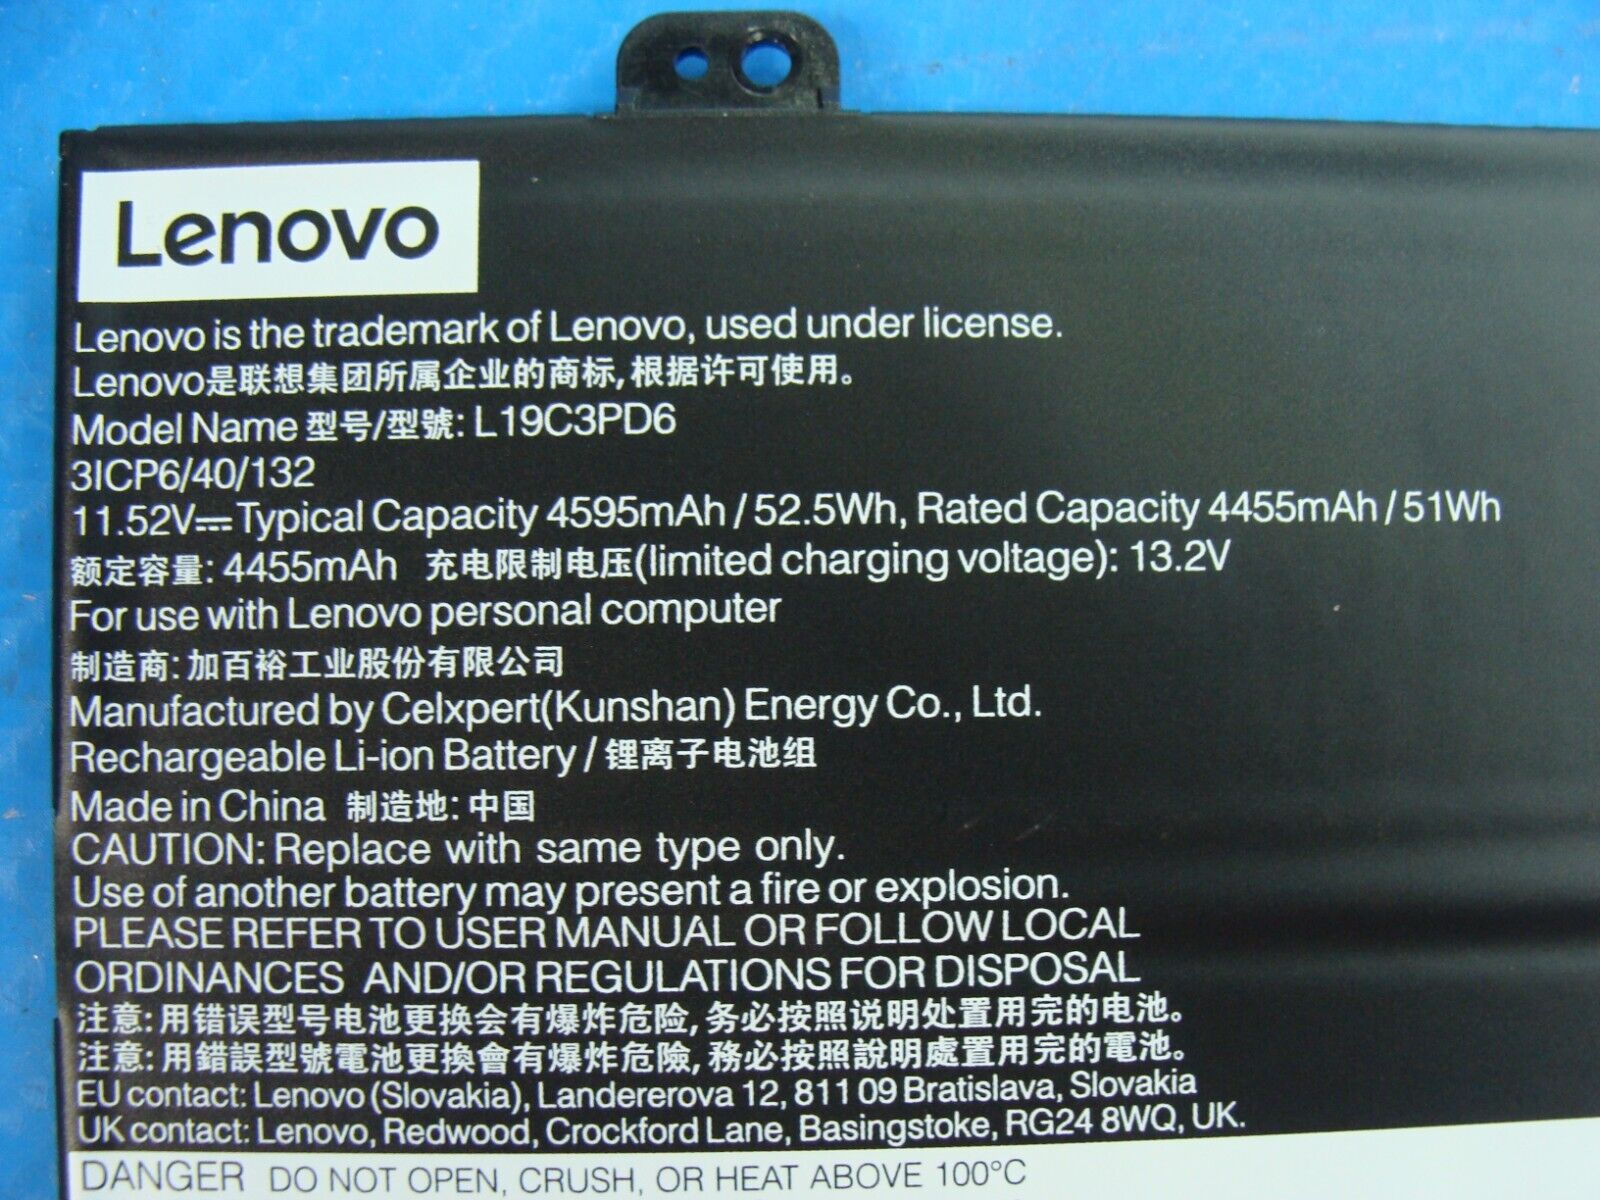 Lenovo
Lenovo is the trademark of Lenovo, used under license.
Lenovo是联想集团所属企业的商标,根据许可使用。
Model Name 型号/型號: L19C3PD6
3ICP6/40/132
11.52V⎓Typical Capacity 4595mAh / 52.5Wh, Rated Capacity 4455mAh / 51Wh
额定容量: 4455mAh 充电限制电压(limited charging voltage): 13.2V
For use with Lenovo personal computer
制造商: 加百裕工业股份有限公司
Manufactured by Celxpert(Kunshan) Energy Co., Ltd.
Rechargeable Li-ion Battery / 锂离子电池组
Made in China 制造地: 中国
CAUTION: Replace with same type only.
Use of another battery may present a fire or explosion.
PLEASE REFER TO USER MANUAL OR FOLLOW LOCAL
ORDINANCES AND/OR REGULATIONS FOR DISPOSAL
注意: 用错误型号电池更换会有爆炸危险, 务必按照说明处置用完的电池。
注意: 用錯誤型號電池更換會有爆炸危險, 務必按照說明處置用完的電池。
EU contact: Lenovo (Slovakia), Landererova 12, 811 09 Bratislava, Slovakia
UK contact: Lenovo, Redwood, Crockford Lane, Basingstoke, RG24 8WQ, UK.
DANGER DO NOT OPEN, CRUSH, OR HEAT ABOVE 100°C